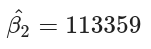 $\hat{\beta}_2 = 113359$